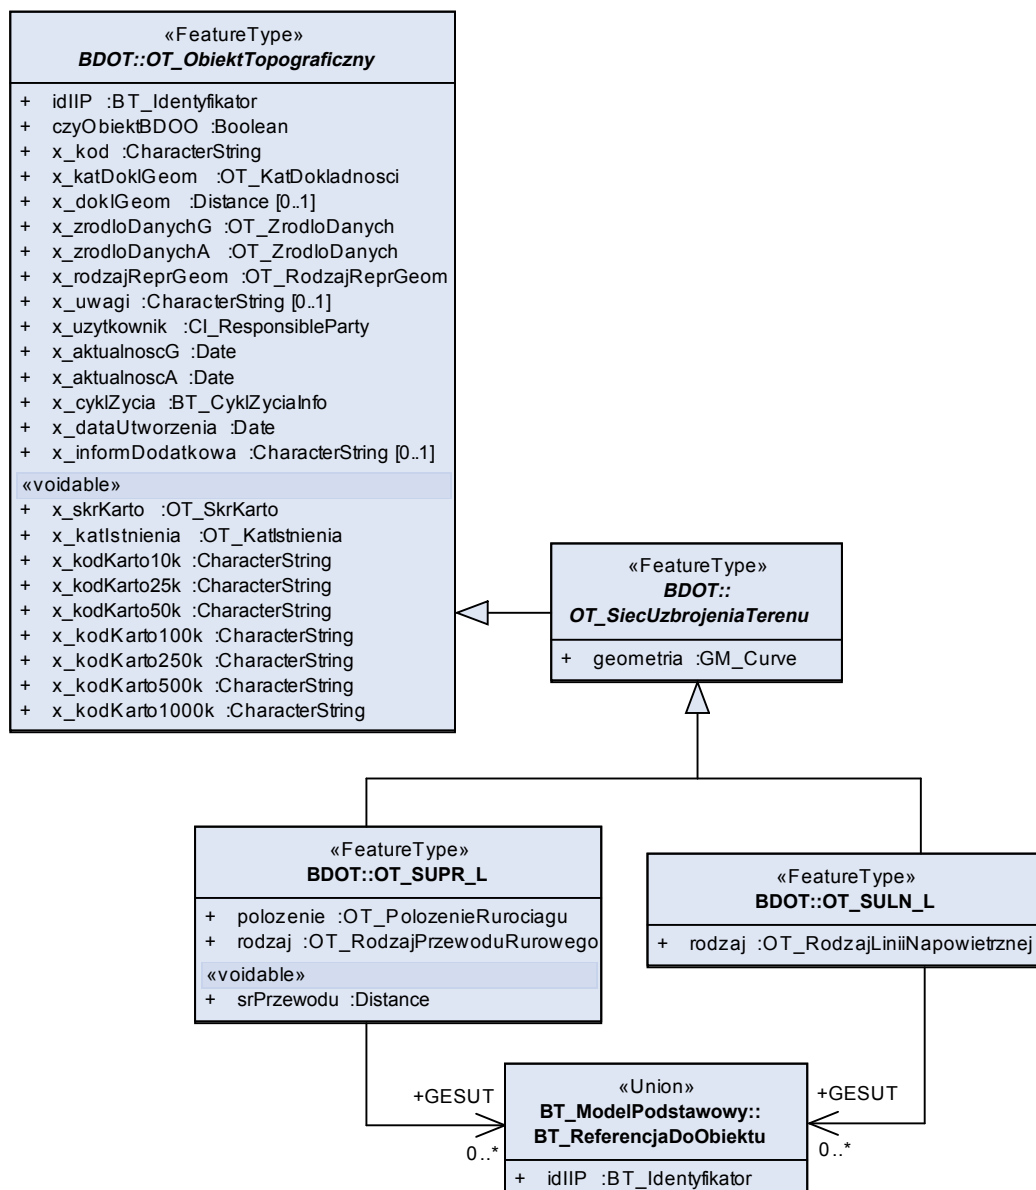 «FeatureType»
BDOT::OT_ObiektTopograficzny
+ idIIP :BT_Identyfikator
+ czyObiektBDOO :Boolean
+ x_kod :CharacterString
+ x_katDoklGeom :OT_KatDokladnosci
+ x_doklGeom :Distance [0..1]
+ x_zrodloDanychG :OT_ZrodloDanych
+ x_zrodloDanychA :OT_ZrodloDanych
+ x_rodzajReprGeom :OT_RodzajReprGeom
+ x_uwagi :CharacterString [0..1]
+ x_uzytkownik :CI_ResponsibleParty
+ x_aktualnoscG :Date
+ x_aktualnoscA :Date
+ x_cyklZycia :BT_CyklZyciaInfo
+ x_dataUtworzenia :Date
+ x_informDodatkowa :CharacterString [0..1]
«voidable»
+ x_skrKarto :OT_SkrKarto
+ x_katIstnienia :OT_KatIstnienia
+ x_kodKarto10k :CharacterString
+ x_kodKarto25k :CharacterString
+ x_kodKarto50k :CharacterString
+ x_kodKarto100k :CharacterString
+ x_kodKarto250k :CharacterString
+ x_kodKarto500k :CharacterString
+ x_kodKarto1000k :CharacterString
«FeatureType»
BDOT::
OT_SiecUzbrojeniaTerenu
+ geometria :GM_Curve
«FeatureType»
BDOT::OT_SUPR_L
+ polozenie :OT_PolozenieRurociagu
+ rodzaj :OT_RodzajPrzewoduRurowego
«voidable»
+ srPrzewodu :Distance
«FeatureType»
BDOT::OT_SULN_L
+ rodzaj :OT_RodzajLiniiNapowietrznej
+GESUT
0..*
+GESUT
0..*
«Union»
BT_ModelPodstawowy::
BT_ReferencjaDoObiektu
+ idIIP :BT_Identyfikator